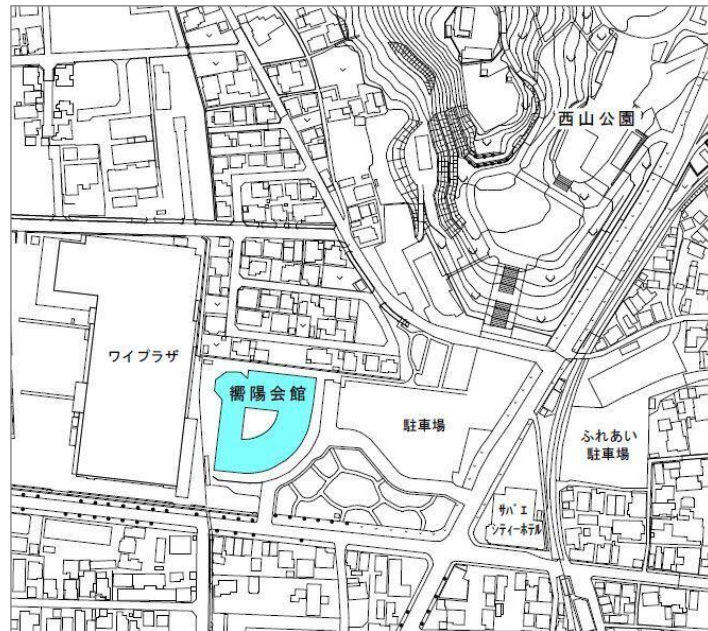 西山公園
ワイプラザ
嚮陽会館
駐車場
ふれあい
駐車場
サバエ
シティーホテル